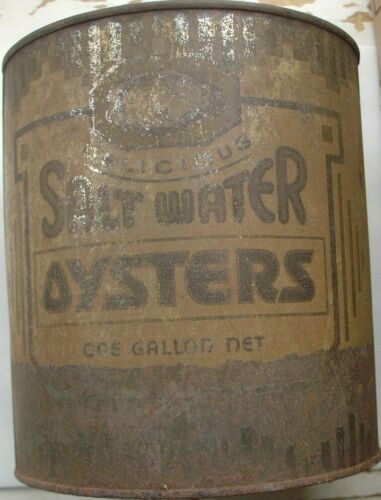 DELICIOUS
SALT WATER
OYSTERS
ONE GALLON NET